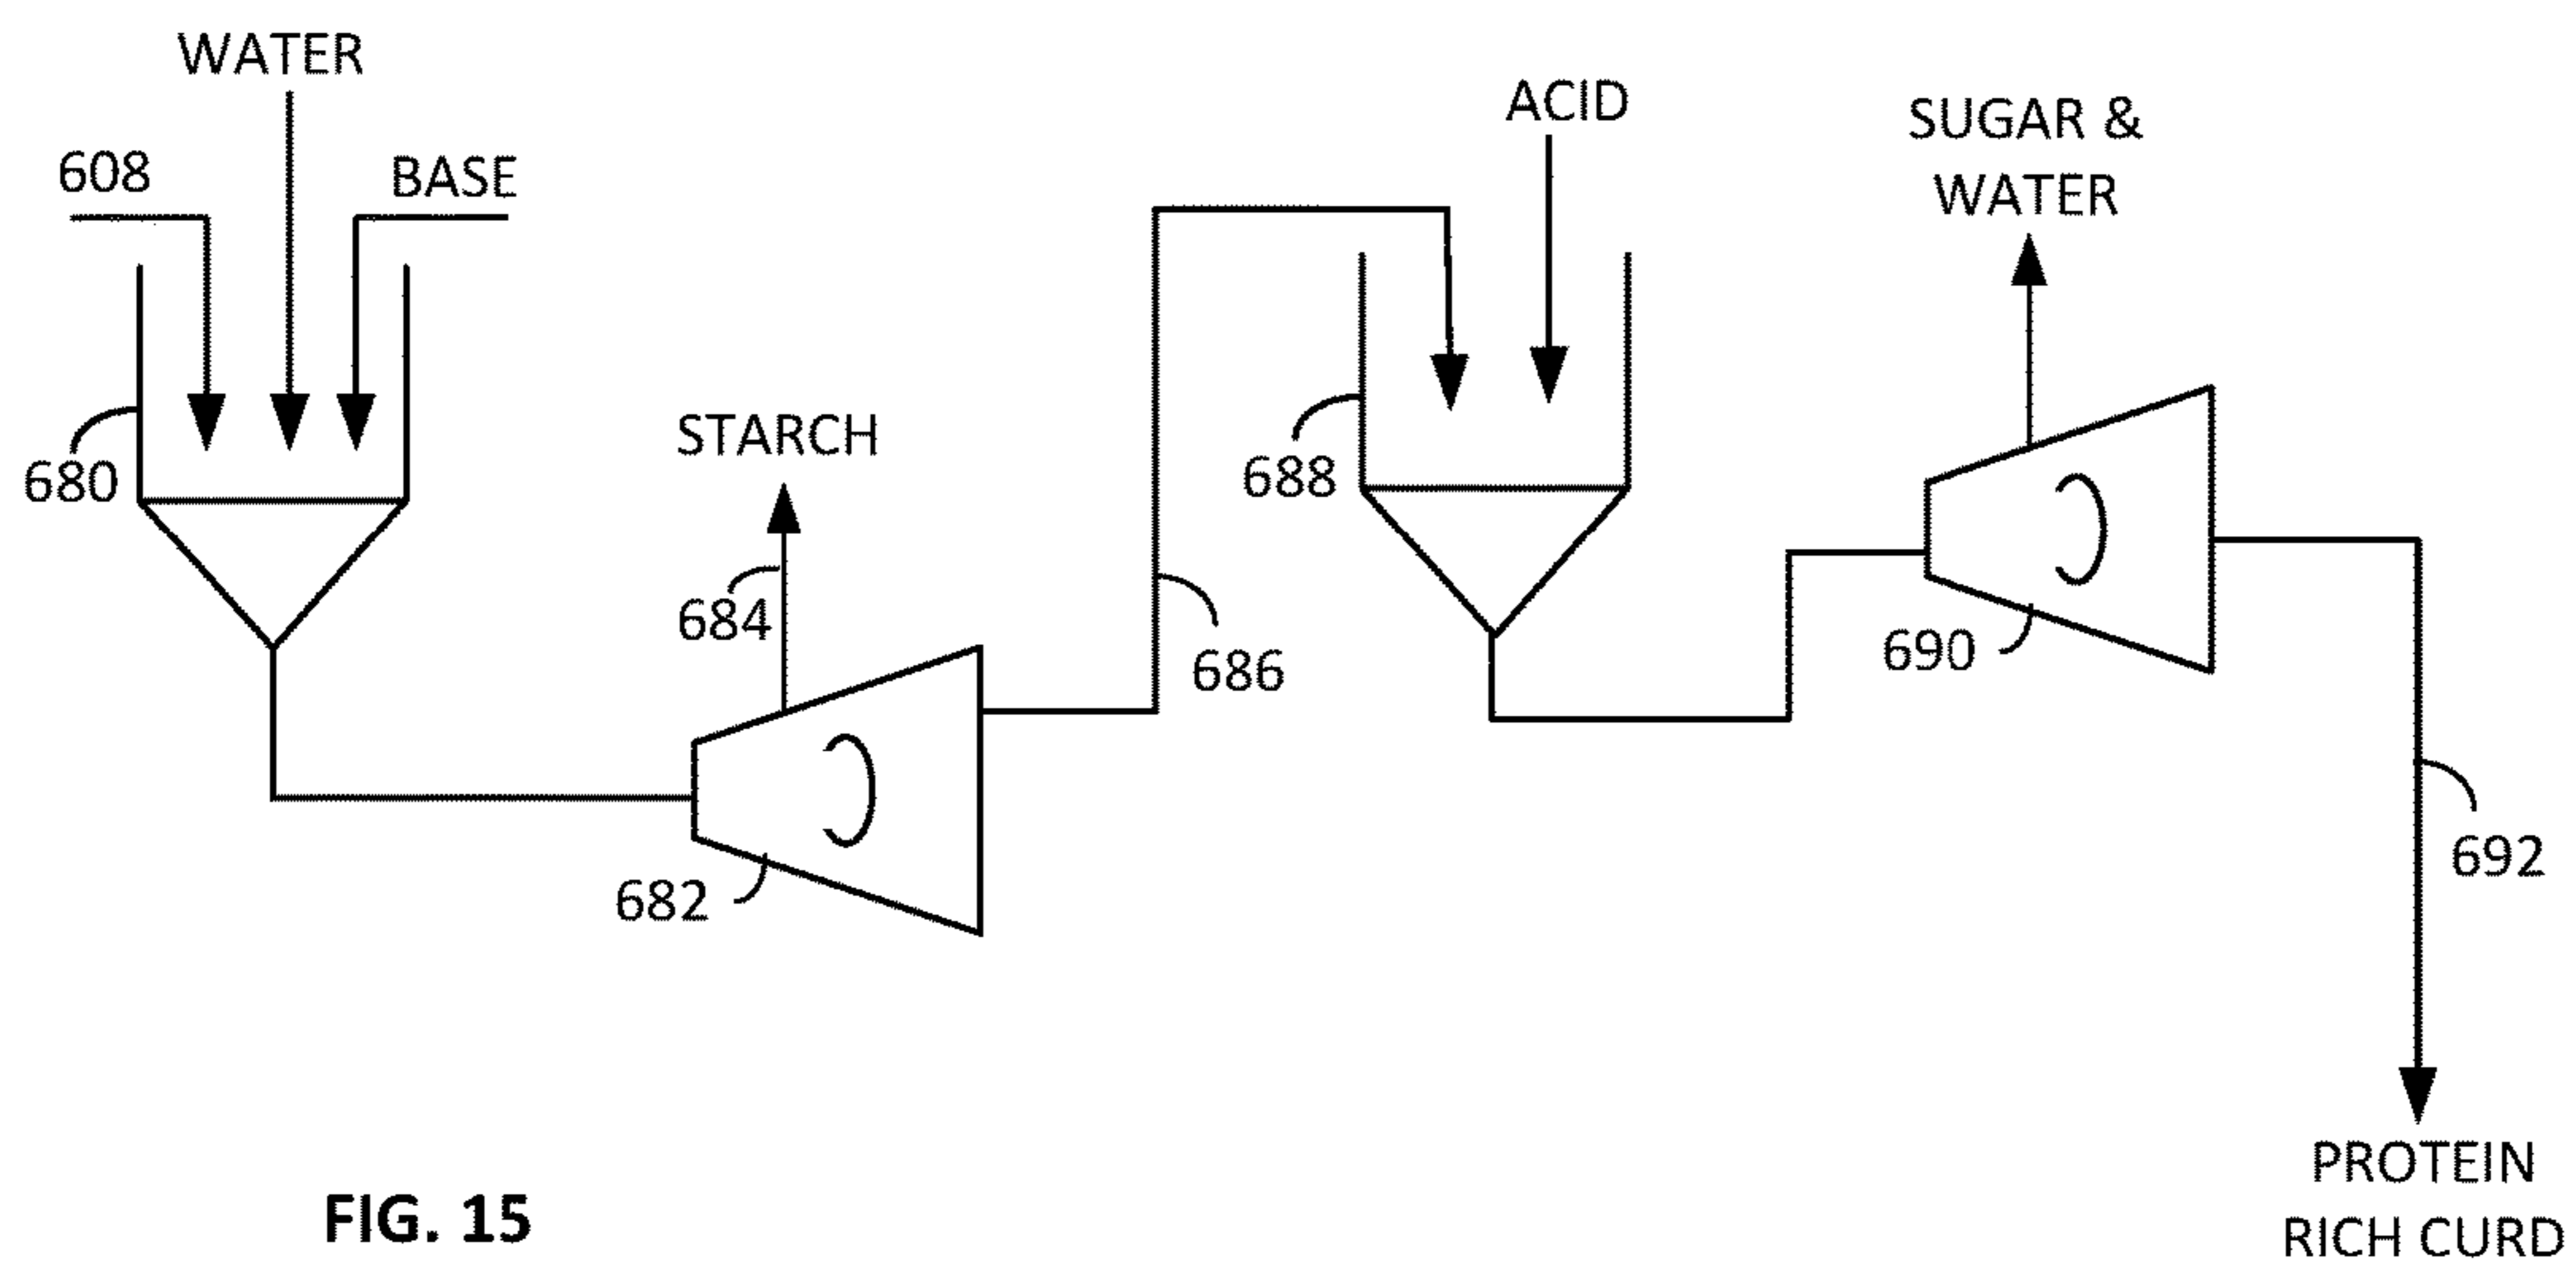 WATER
608
BASE
680
STARCH
684
682
686
ACID
688
SUGAR &
WATER
690
692
PROTEIN
RICH CURD
FIG. 15